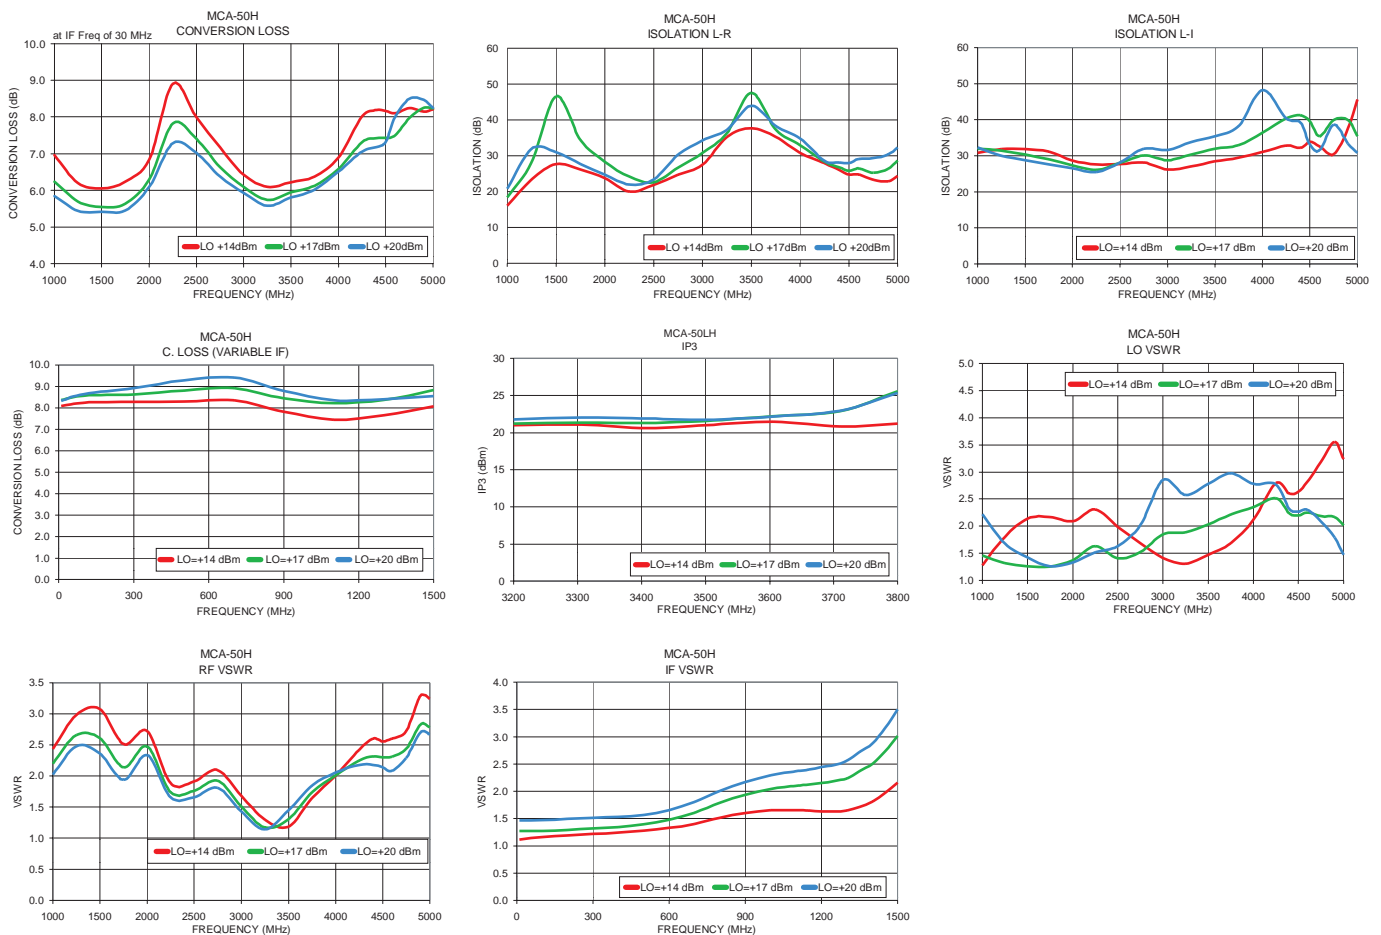 MCA-50H
CONVERSION LOSS
at IF Freq of 30 MHz
CONVERSION LOSS (dB)
10.0
9.0
8.0
7.0
6.0
5.0
4.0
LO +14dBm LO +17dBm LO +20dBm
1000 1500 2000 2500 3000 3500 4000 4500 5000
FREQUENCY (MHz)
MCA-50H
ISOLATION L-R
ISOLATION (dB)
60
50
40
30
20
10
0
LO +14dBm LO +17dBm LO +20dBm
1000 1500 2000 2500 3000 3500 4000 4500 5000
FREQUENCY (MHz)
MCA-50H
ISOLATION L-I
ISOLATION (dB)
60
50
40
30
20
10
0
LO=+14 dBm LO=+17 dBm LO=+20 dBm
1000 1500 2000 2500 3000 3500 4000 4500 5000
FREQUENCY (MHz)
MCA-50H
C. LOSS (VARIABLE IF)
CONVERSION LOSS (dB)
10.0
9.0
8.0
7.0
6.0
5.0
4.0
3.0
2.0
1.0
0.0
LO=+14 dBm LO=+17 dBm LO=+20 dBm
0 300 600 900 1200 1500
FREQUENCY (MHz)
MCA-50LH
IP3
IP3 (dBm)
30
25
20
15
10
5
0
LO=+14 dBm LO=+17 dBm LO=+20 dBm
3200 3300 3400 3500 3600 3700 3800
FREQUENCY (MHz)
MCA-50H
LO VSWR
VSWR
5.0
4.5
4.0
3.5
3.0
2.5
2.0
1.5
1.0
LO=+14 dBm LO=+17 dBm LO=+20 dBm
1000 1500 2000 2500 3000 3500 4000 4500 5000
FREQUENCY (MHz)
MCA-50H
RF VSWR
VSWR
3.5
3.0
2.5
2.0
1.5
1.0
0.5
0.0
LO=+14 dBm LO=+17 dBm LO=+20 dBm
1000 1500 2000 2500 3000 3500 4000 4500 5000
FREQUENCY (MHz)
MCA-50H
IF VSWR
VSWR
4.0
3.5
3.0
2.5
2.0
1.5
1.0
0.5
0.0
LO=+14 dBm LO=+17 dBm LO=+20 dBm
0 300 600 900 1200 1500
FREQUENCY (MHz)